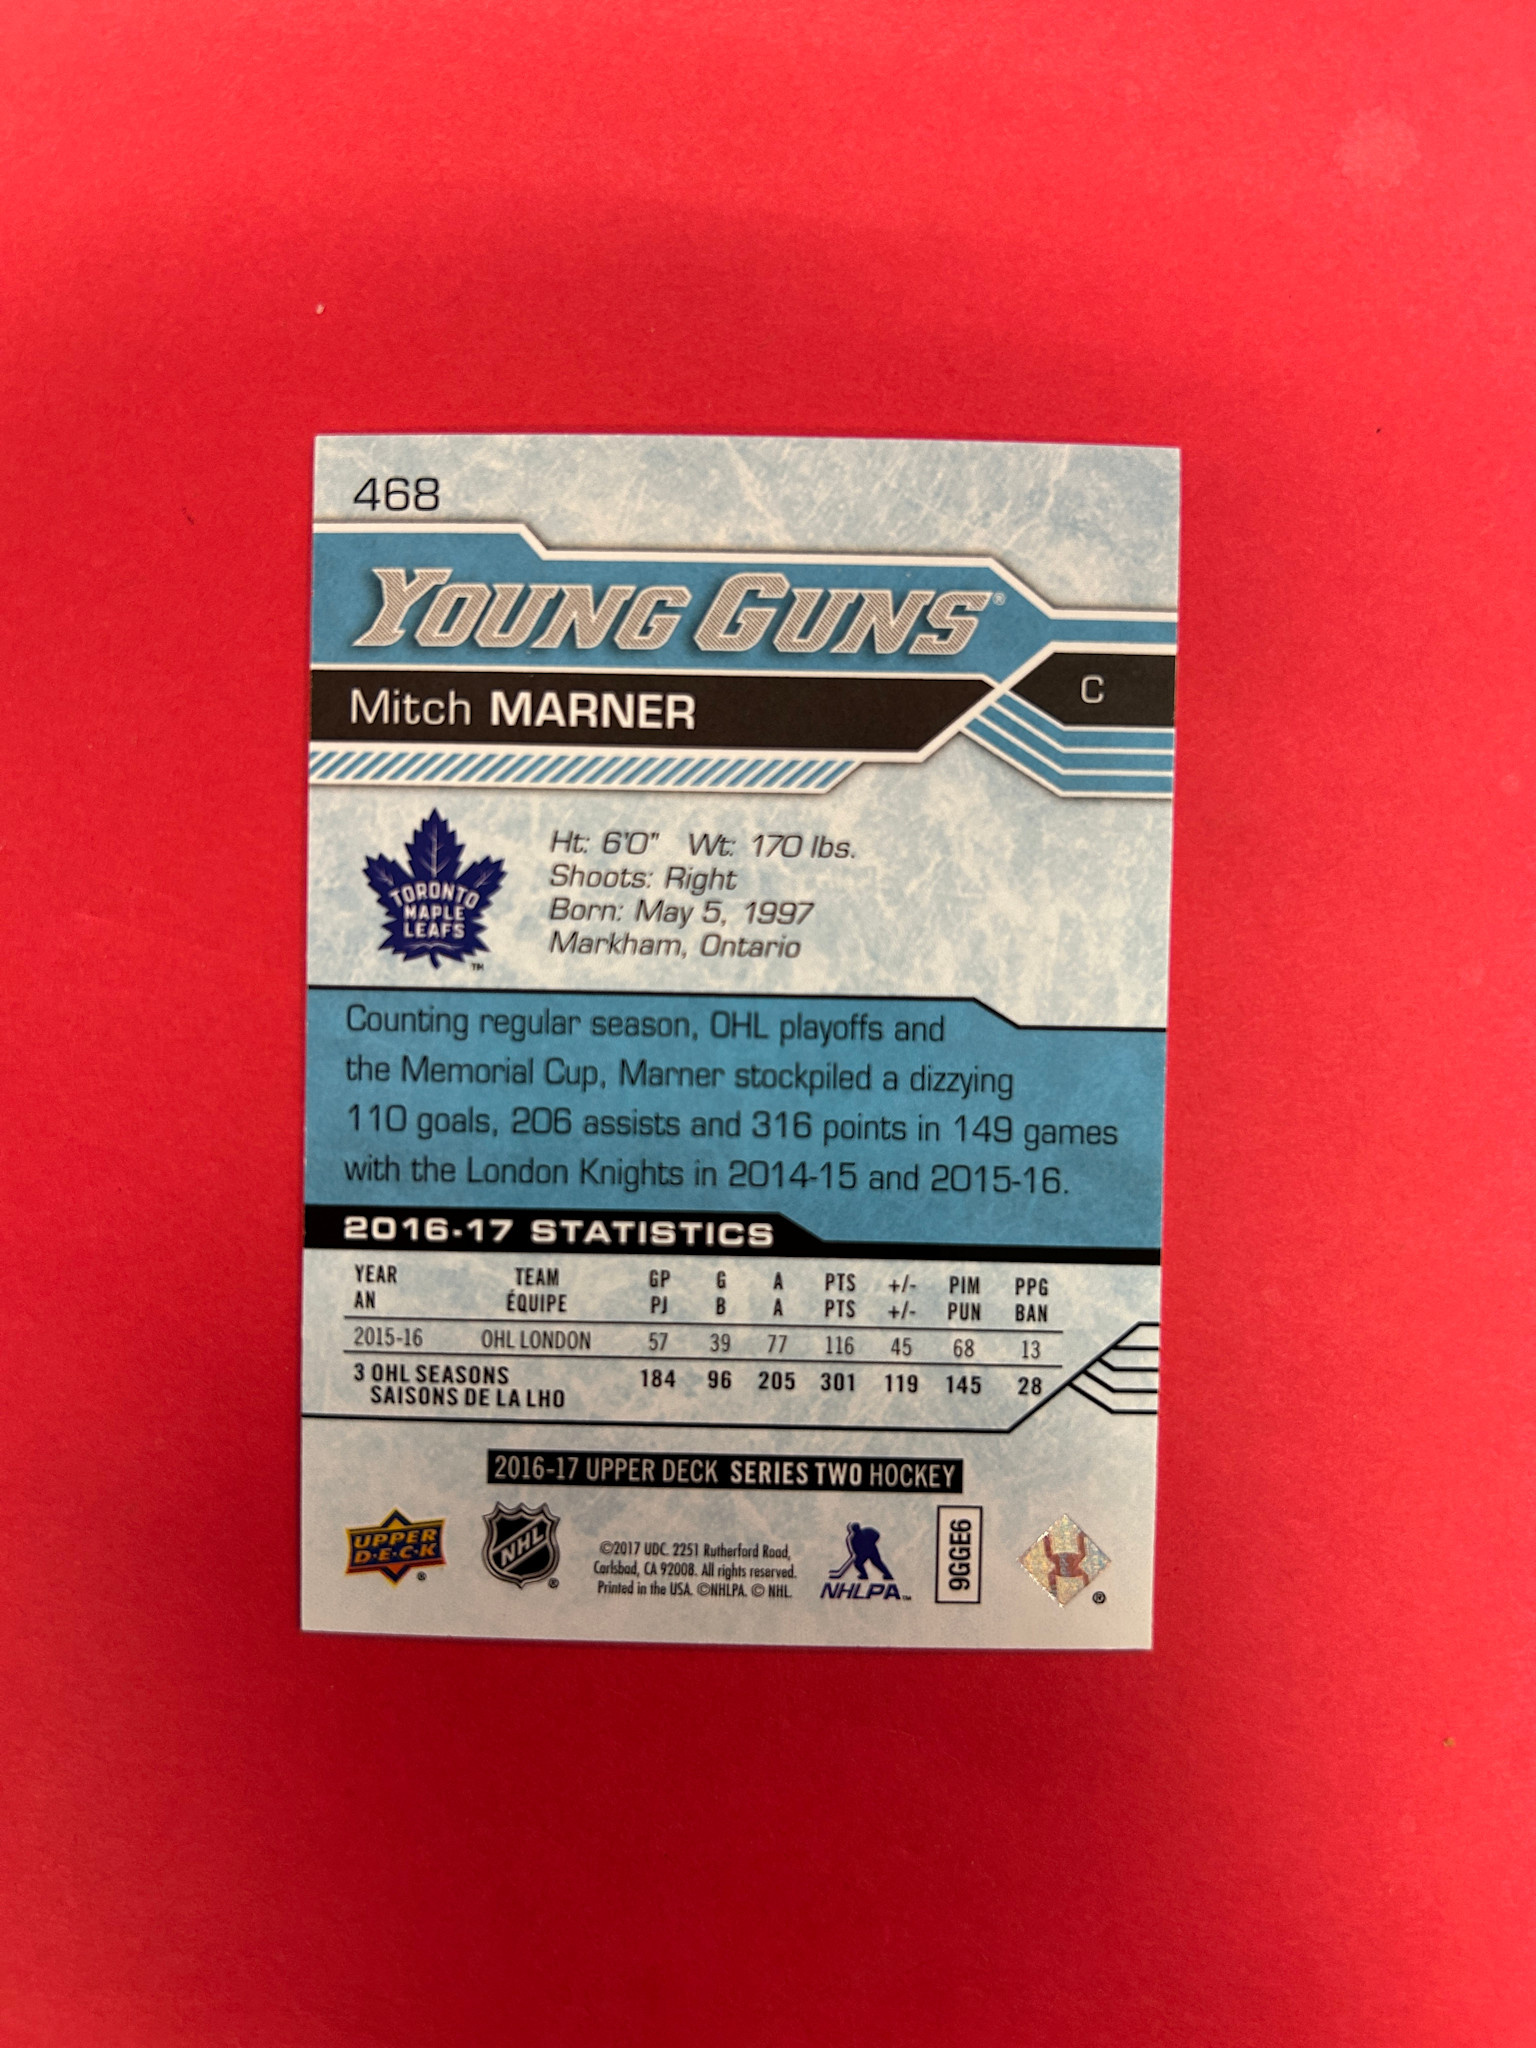 468
YOUNG GUNS®
Mitch MARNER
C
TORONTO
MAPLE
LEAFS
TM
Ht: 6'0" Wt: 170 lbs.
Shoots: Right
Born: May 5, 1997
Markham, Ontario
Counting regular season, OHL playoffs and
the Memorial Cup, Marner stockpiled a dizzying
110 goals, 206 assists and 316 points in 149 games
with the London Knights in 2014-15 and 2015-16.
2016-17 STATISTICS
YEAR TEAM GP G A PTS +/- PIM PPG
AN ÉQUIPE PJ B A PTS +/- PUN BAN
2015-16 OHL LONDON 57 39 77 116 45 68 13
3 OHL SEASONS 184 96 205 301 119 145 28
SAISONS DE LA LHO
2016-17 UPPER DECK SERIES TWO HOCKEY
UPPER
D·E·C·K
®
NHL
®
©2017 UDC. 2251 Rutherford Road,
Carlsbad, CA 92008. All rights reserved.
Printed in the USA. ©NHLPA. © NHL.
NHLPA™
9GGE6
®